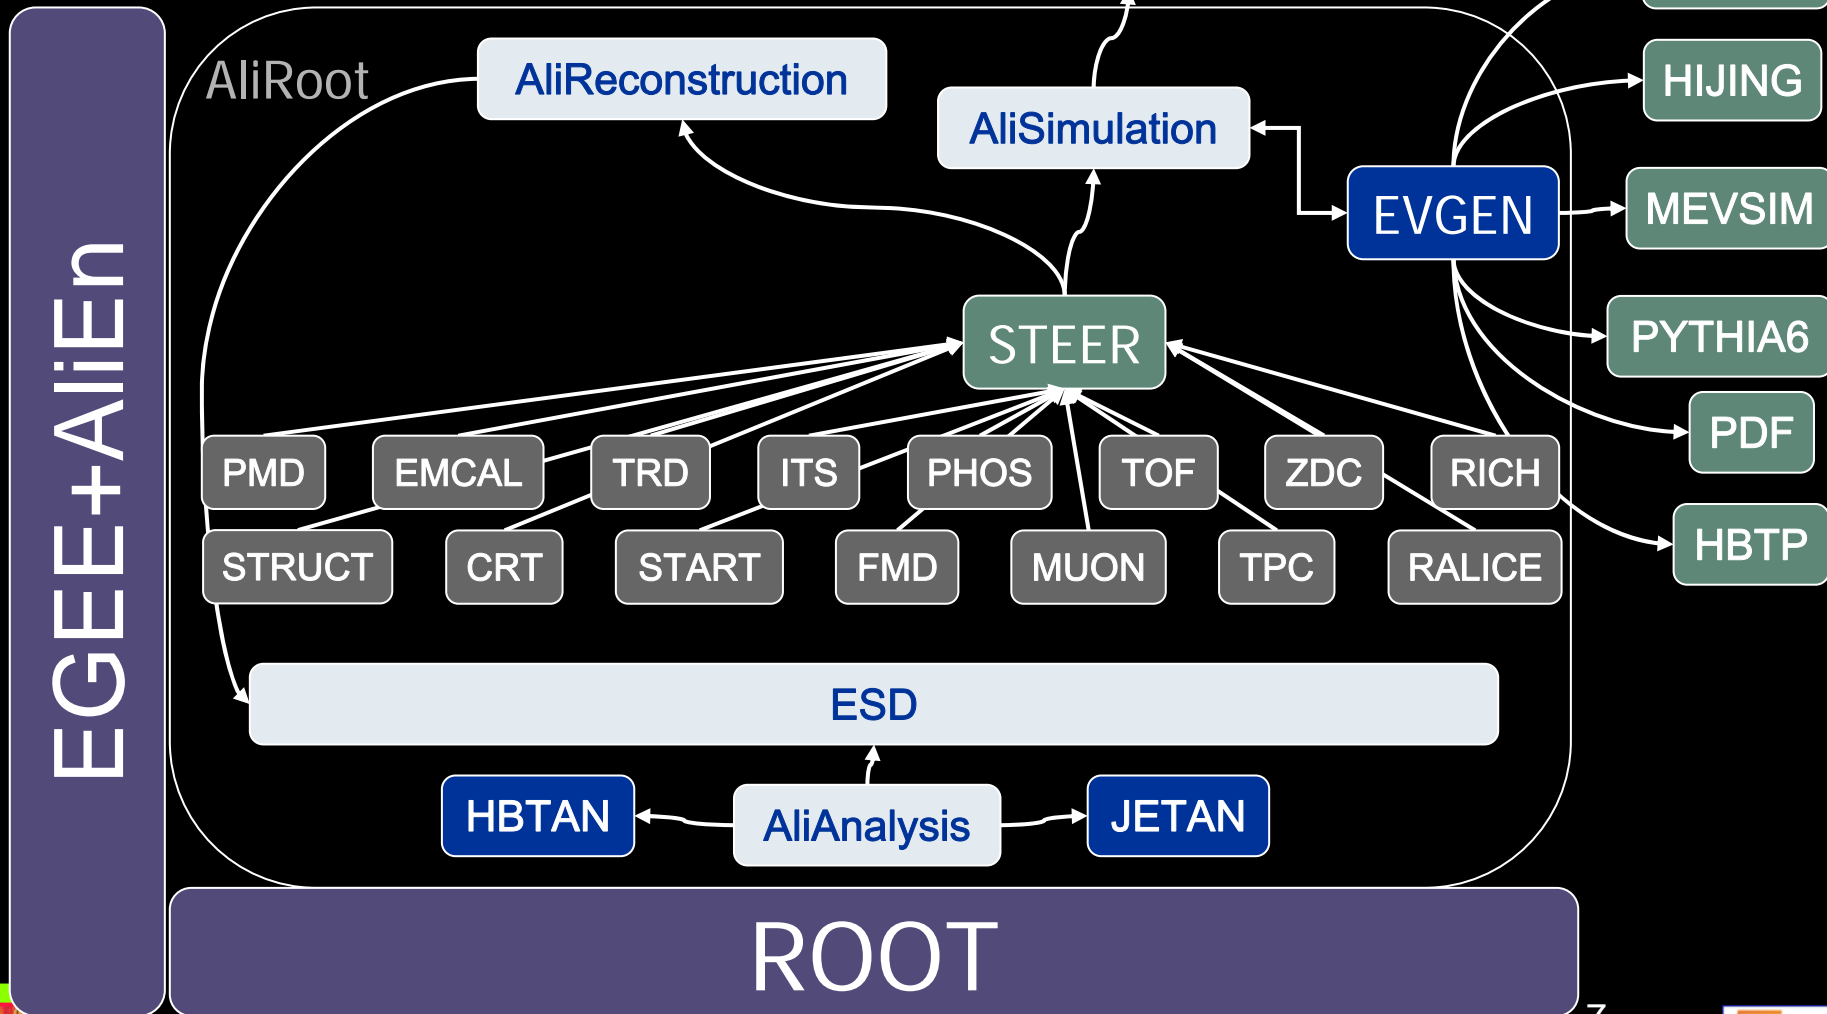 AliRoot
AliReconstruction
AliSimulation
HIJING
EVGEN
MEVSIM
STEER
PYTHIA6
PDF
PMD
EMCAL
TRD
ITS
PHOS
TOF
ZDC
RICH
HBTP
STRUCT
CRT
START
FMD
MUON
TPC
RALICE
EGEE+AliEn
ESD
HBTAN
AliAnalysis
JETAN
ROOT